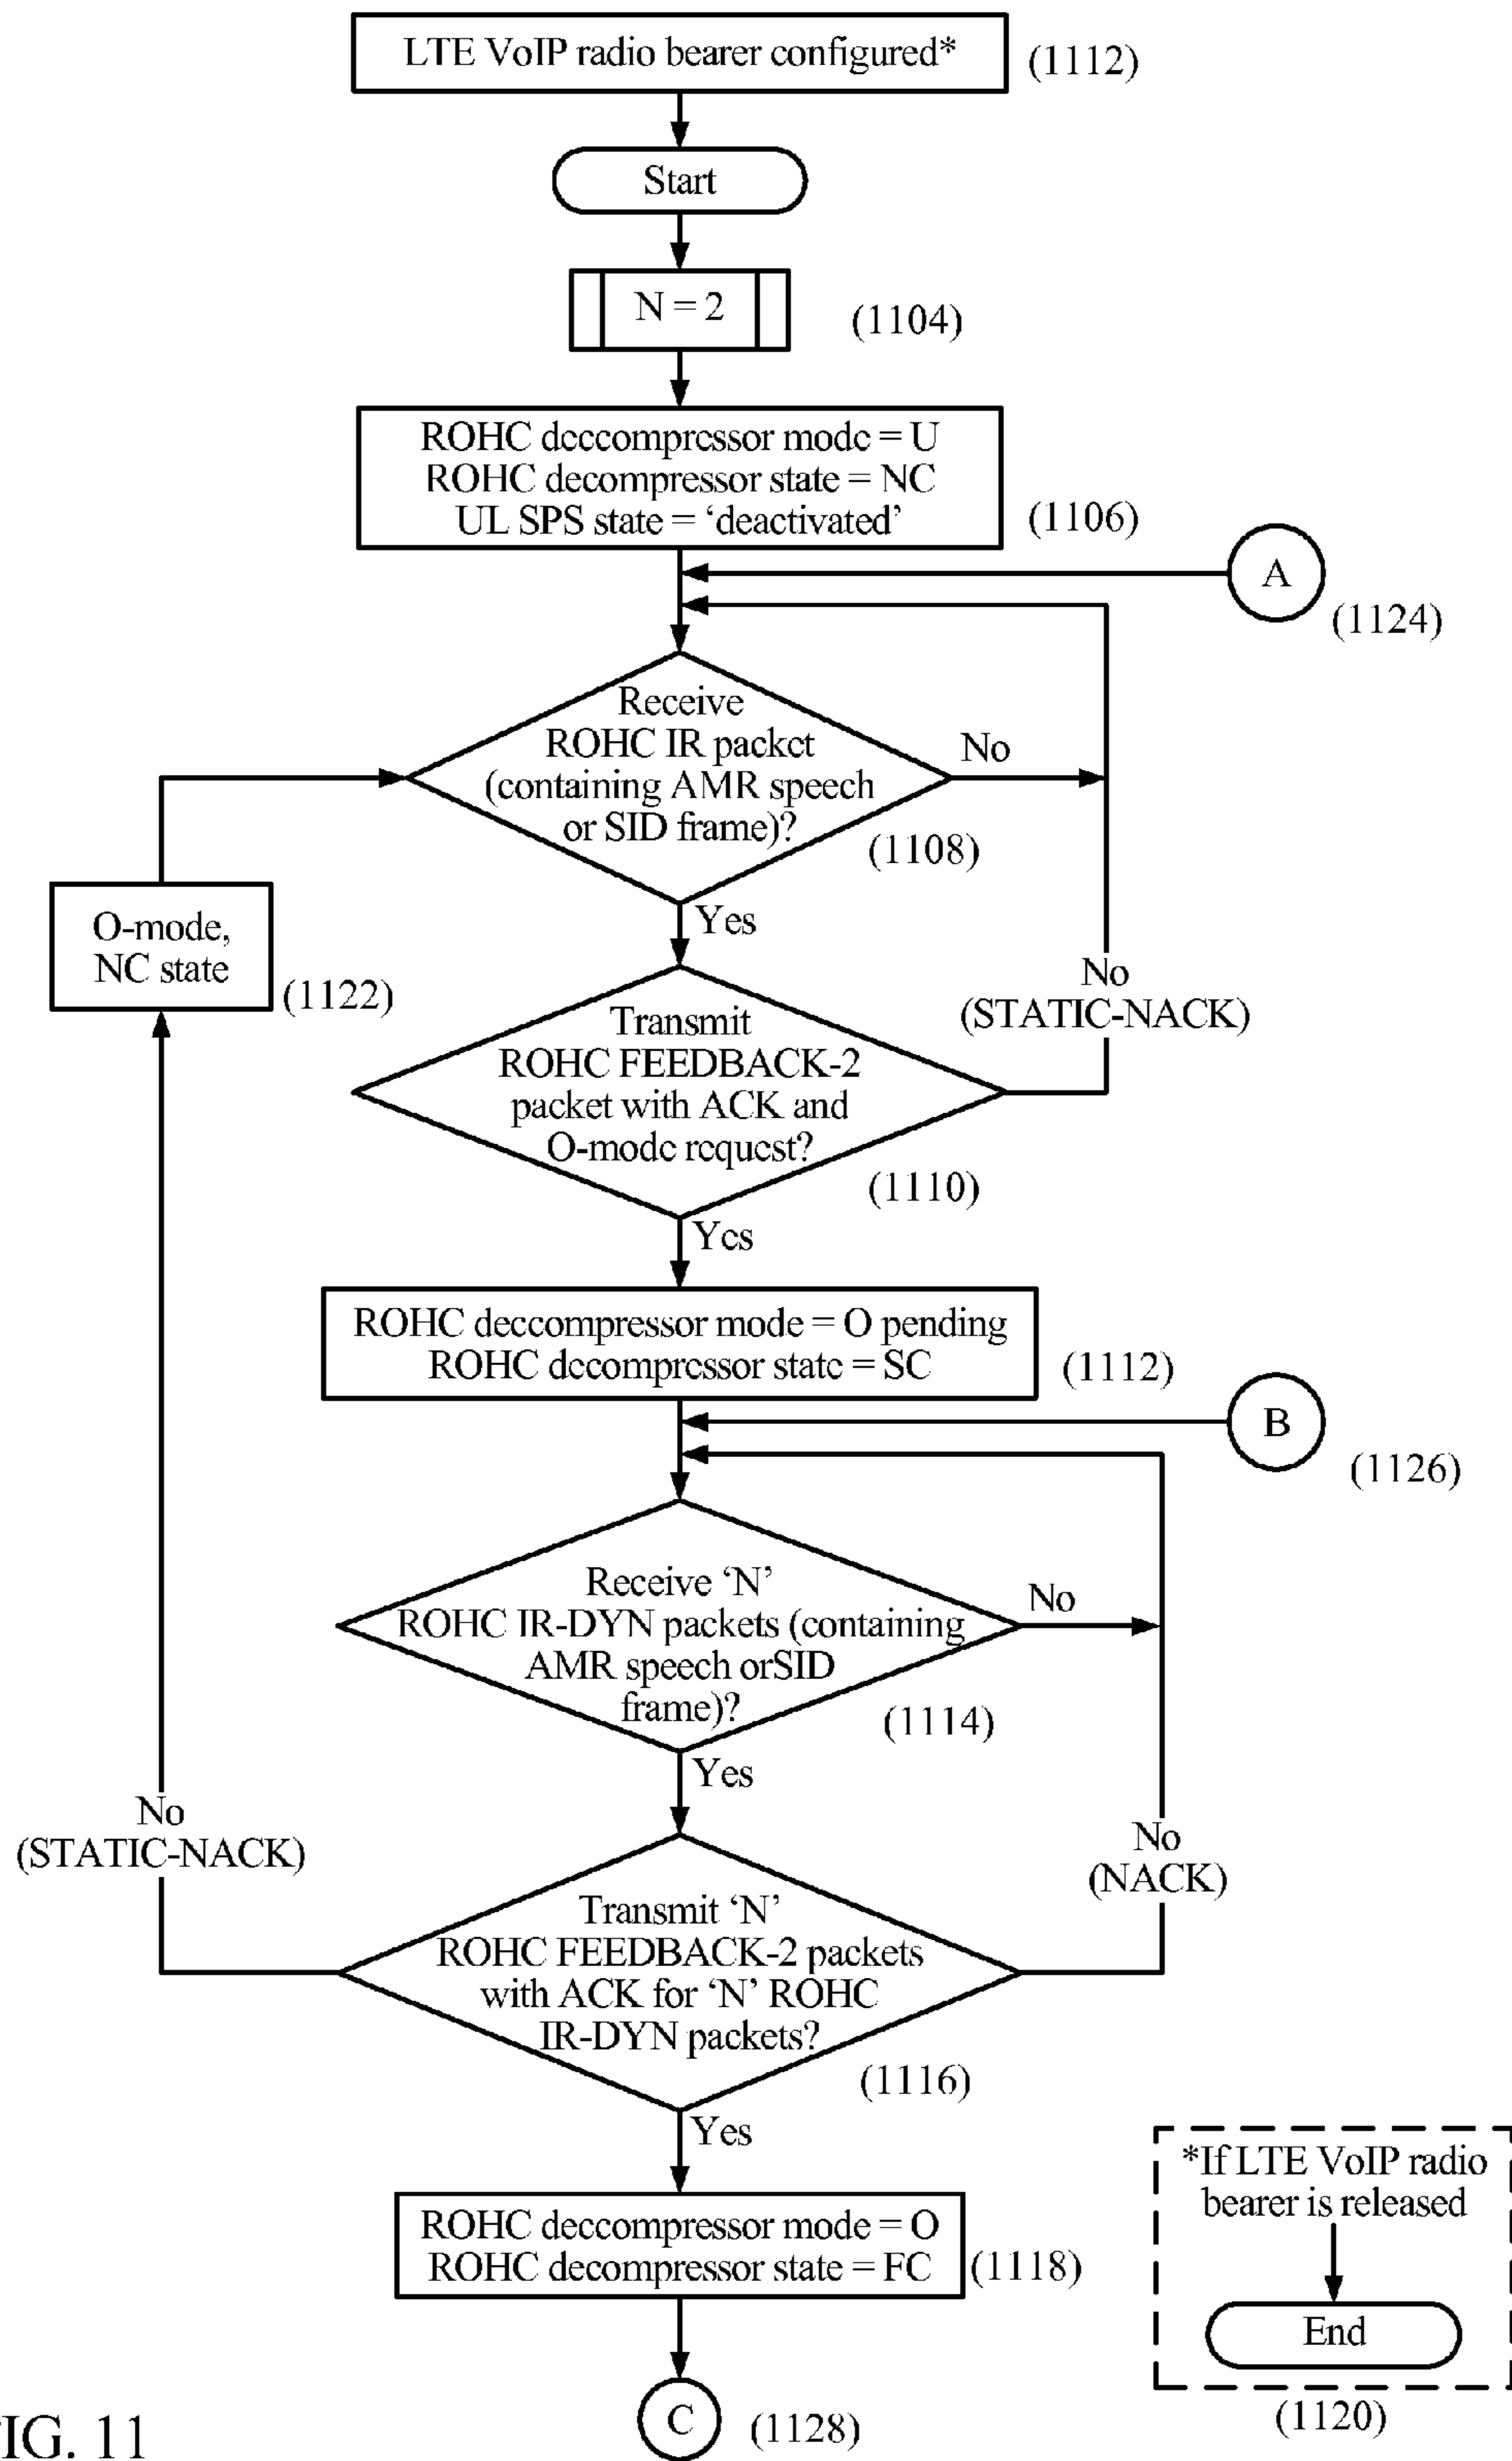 LTE VoIP radio bearer configured*
(1112)
Start
N = 2
(1104)
ROHC deccompressor mode = U
ROHC decompressor state = NC
UL SPS state = ‘deactivated’
(1106)
A
(1124)
Receive
ROHC IR packet
(containing AMR speech
or SID frame)?
No
(1108)
Yes
O-mode,
NC state
(1122)
No
(STATIC-NACK)
Transmit
ROHC FEEDBACK-2
packet with ACK and
O-mode request?
(1110)
Yes
ROHC deccompressor mode = O pending
ROHC decompressor state = SC
(1112)
B
(1126)
Receive ‘N’
ROHC IR-DYN packets (containing
AMR speech orSID
frame)?
No
(1114)
Yes
No
(STATIC-NACK)
No
(NACK)
Transmit ‘N’
ROHC FEEDBACK-2 packets
with ACK for ‘N’ ROHC
IR-DYN packets?
(1116)
Yes
ROHC deccompressor mode = O
ROHC decompressor state = FC
(1118)
*If LTE VoIP radio
bearer is released
End
(1120)
C
(1128)
IG. 11